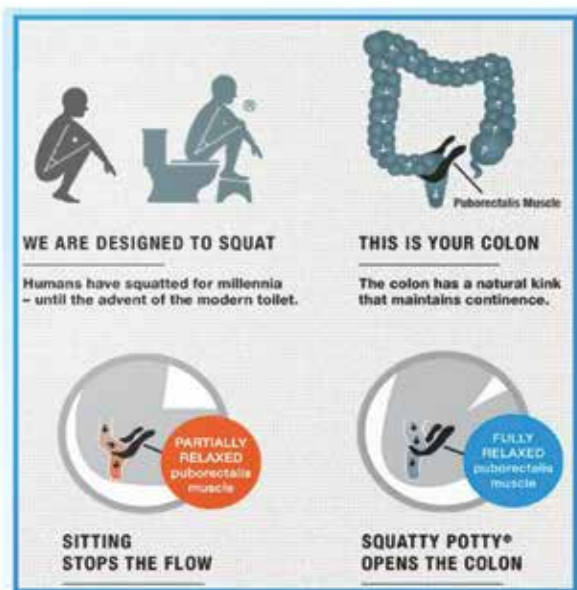 ®
WE ARE DESIGNED TO SQUAT
Humans have squatted for millennia
– until the advent of the modern toilet.
Puborectalis Muscle
THIS IS YOUR COLON
The colon has a natural kink
that maintains continence.
PARTIALLY
RELAXED
puborectalis
muscle
SITTING
STOPS THE FLOW
FULLY
RELAXED
puborectalis
muscle
SQUATTY POTTY®
OPENS THE COLON